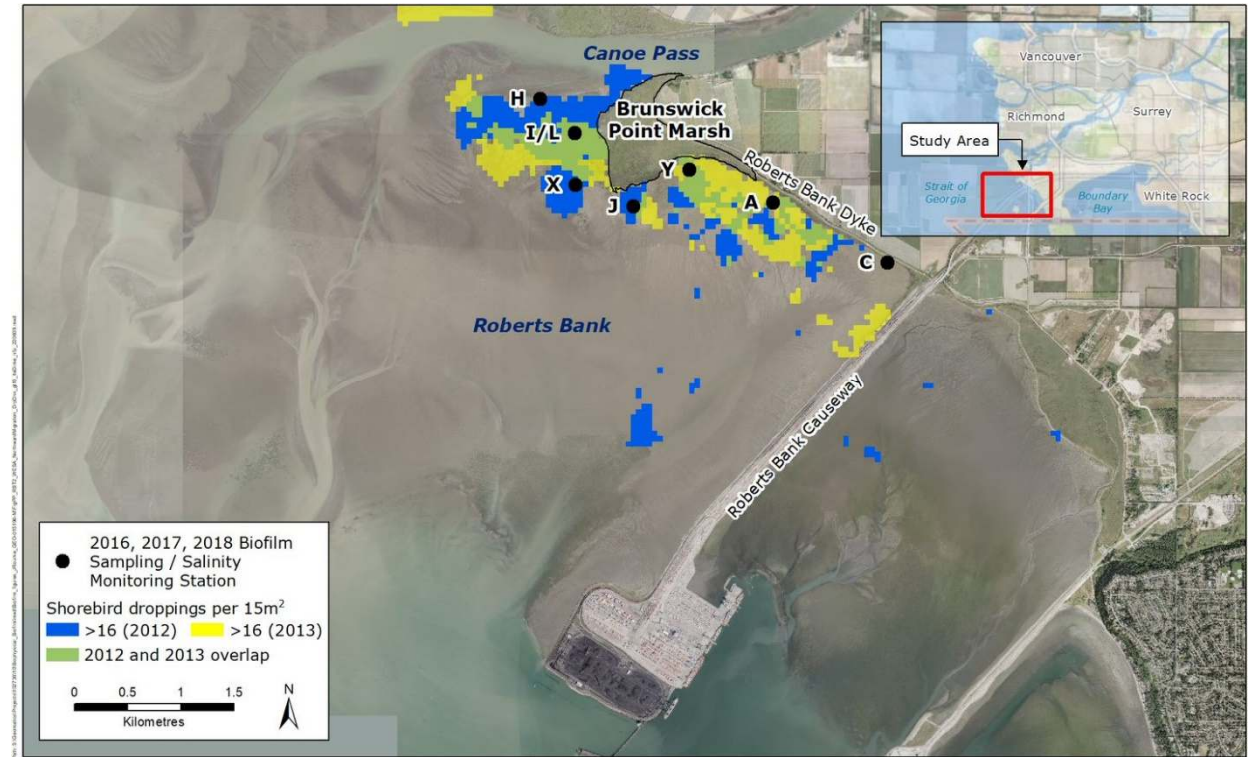 Canoe Pass
H
Brunswick
Point Marsh
I/L
X
Y
J
A
Roberts Bank Dyke
C
Roberts Bank
Roberts Bank Causeway
Vancouver
Richmond
Surrey
Study Area
Strait of
Georgia
Boundary
Bay
White Rock
2016, 2017, 2018 Biofilm
Sampling / Salinity
Monitoring Station
Shorebird droppings per 15m²
>16 (2012) >16 (2013)
2012 and 2013 overlap
0 0.5 1 1.5
Kilometres
N